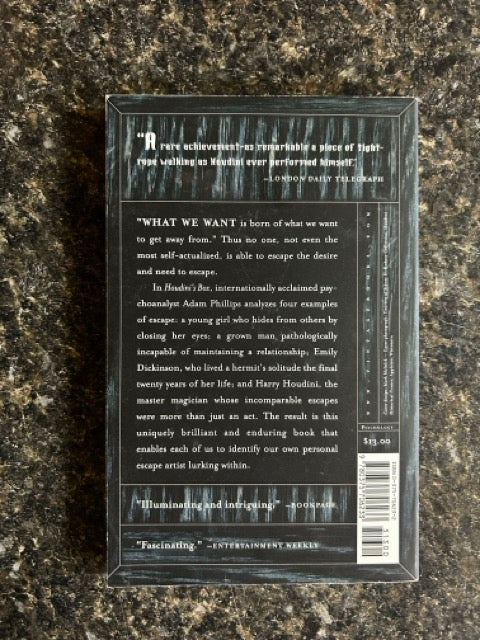 "A rare achievement—as remarkable a piece of tight-
rope walking as Houdini ever performed himself."
—LONDON DAILY TELEGRAPH
"WHAT WE WANT is born of what we want
to get away from." Thus no one, not even the
most self-actualized, is able to escape the desire
and need to escape.
In Houdini's Box, internationally acclaimed psy-
choanalyst Adam Phillips analyzes four examples
of escape: a young girl who hides from others by
closing her eyes; a grown man pathologically
incapable of maintaining a relationship; Emily
Dickinson, who lived a hermit's solitude the final
twenty years of her life; and Harry Houdini, the
master magician whose incomparable escapes
were more than just an act. The result is this
uniquely brilliant and enduring book that
enables each of us to identify our own personal
escape artist lurking within.
"Illuminating and intriguing." —BOOKPAGE
"Fascinating." —ENTERTAINMENT WEEKLY
PSYCHOLOGY
$13.00
51300